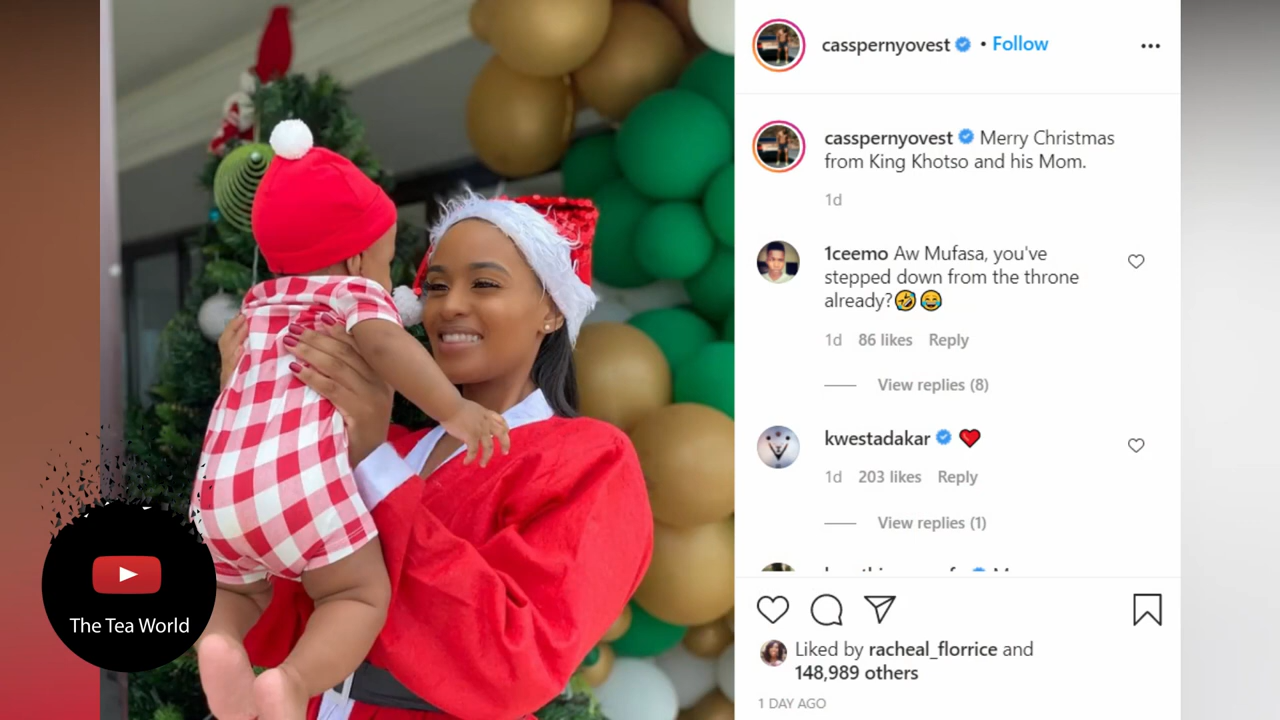 casspernyovest • Follow
casspernyovest Merry Christmas
from King Khotso and his Mom.
1d
1ceemo Aw Mufasa, you've
stepped down from the throne
already?🤣😂
1d 86 likes Reply
View replies (8)
kwestadakar ❤️
1d 203 likes Reply
View replies (1)
Liked by racheal_florrice and
148,989 others
1 DAY AGO
The Tea World